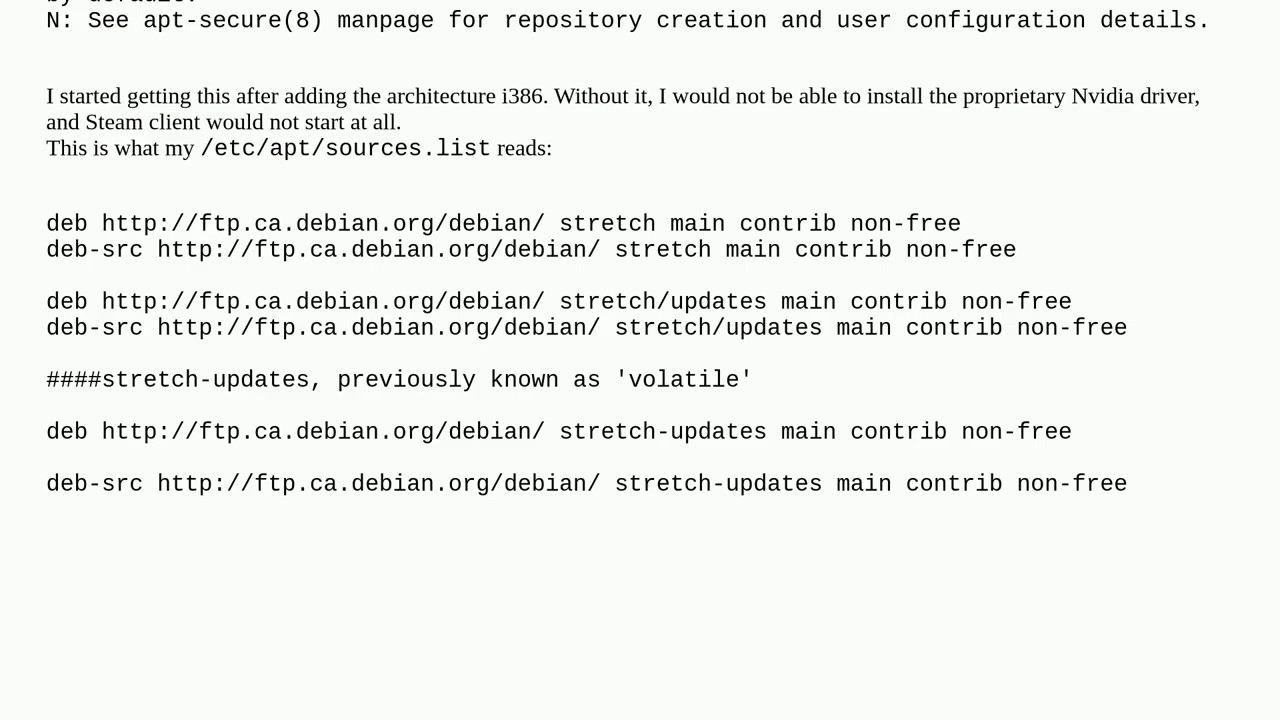 N: See apt-secure(8) manpage for repository creation and user configuration details.
I started getting this after adding the architecture i386. Without it, I would not be able to install the proprietary Nvidia driver,
and Steam client would not start at all.
This is what my /etc/apt/sources.list reads:
deb http://ftp.ca.debian.org/debian/ stretch main contrib non-free
deb-src http://ftp.ca.debian.org/debian/ stretch main contrib non-free
deb http://ftp.ca.debian.org/debian/ stretch/updates main contrib non-free
deb-src http://ftp.ca.debian.org/debian/ stretch/updates main contrib non-free
####stretch-updates, previously known as 'volatile'
deb http://ftp.ca.debian.org/debian/ stretch-updates main contrib non-free
deb-src http://ftp.ca.debian.org/debian/ stretch-updates main contrib non-free